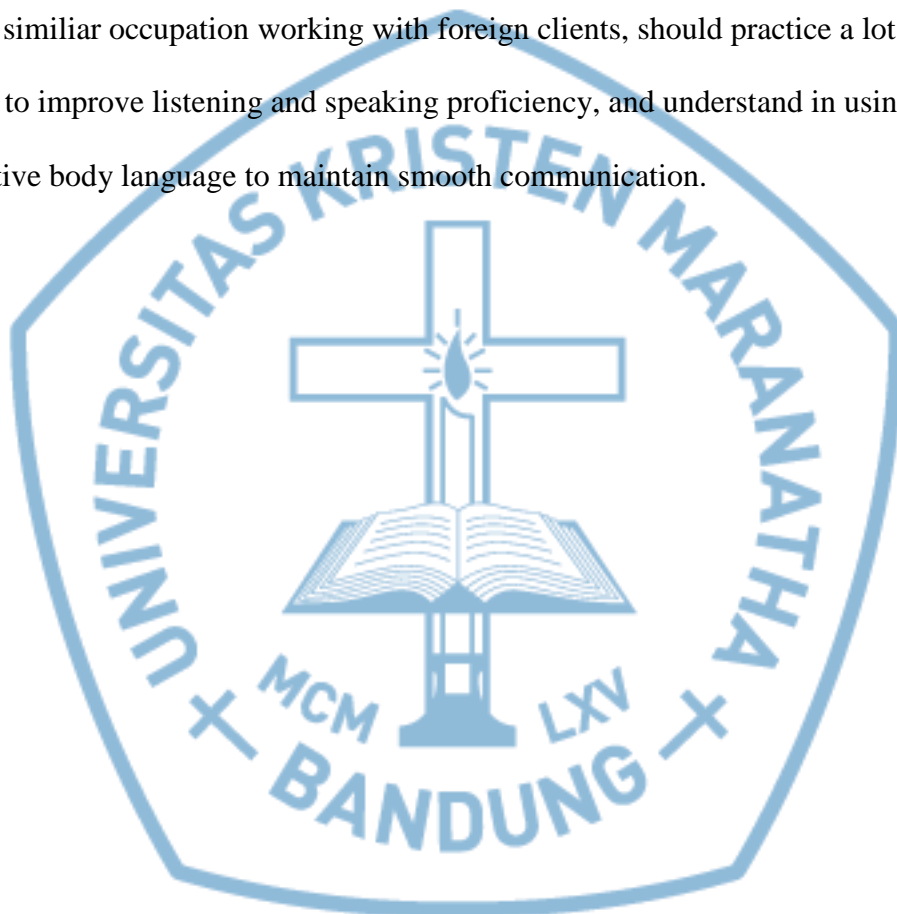 similiar occupation working with foreign clients, should practice a lot
to improve listening and speaking proficiency, and understand in usin
tive body language to maintain smooth communication.
UNIVERSITAS KRISTEN MARANATHA
MCM LXV
BANDUNG